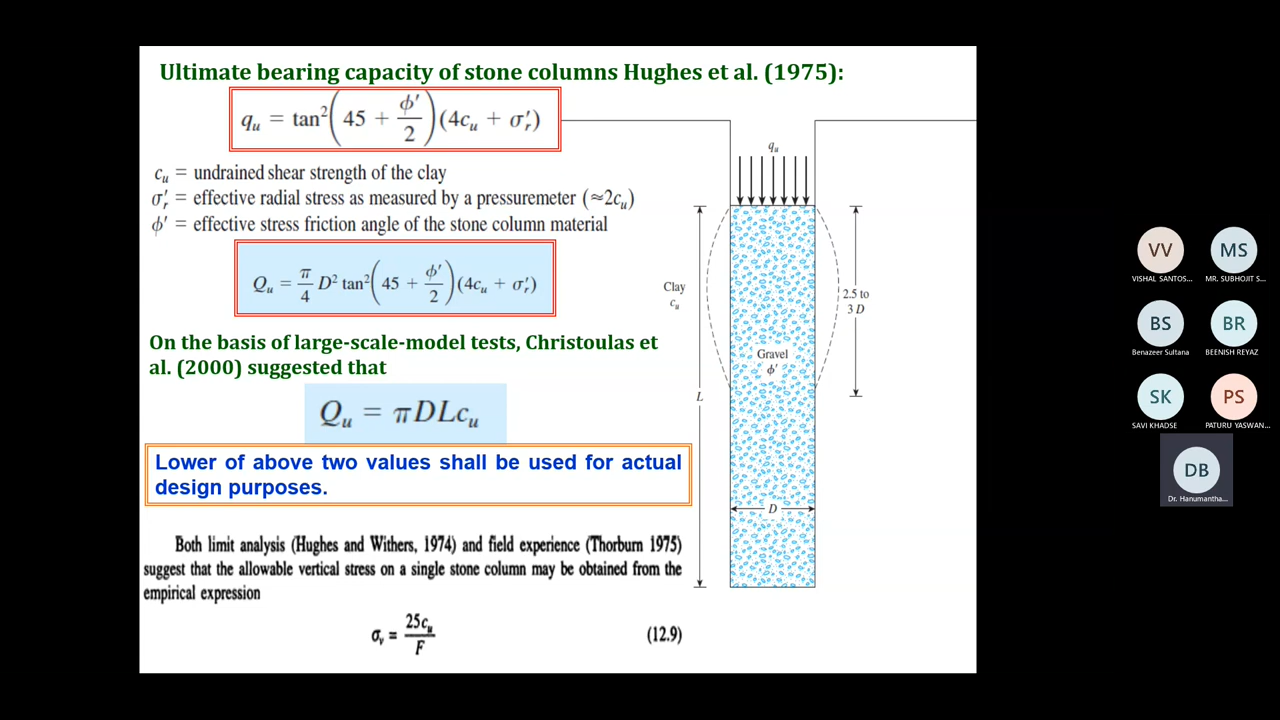 Ultimate bearing capacity of stone columns Hughes et al. (1975):
q_u = tan²(45 + ϕ′/2)(4c_u + σ′_r)
c_u = undrained shear strength of the clay
σ′_r = effective radial stress as measured by a pressuremeter (≈2c_u)
ϕ′ = effective stress friction angle of the stone column material
Q_u = π/4 D² tan²(45 + ϕ′/2)(4c_u + σ′_r)
On the basis of large-scale-model tests, Christoulas et
al. (2000) suggested that
Q_u = πDLc_u
Lower of above two values shall be used for actual
design purposes.
Both limit analysis (Hughes and Withers, 1974) and field experience (Thorburn 1975)
suggest that the allowable vertical stress on a single stone column may be obtained from the
empirical expression
σ_v = 25c_u/F (12.9)
q_u
Clay
c_u
2.5 to
3 D
Gravel
ϕ′
L
D
VV MS
VISHAL SANTOS... MR. SUBHOJIT S...
BS BR
Benazeer Sultana BEENISH REYAZ
SK PS
SAVI KHADSE PATURU YASWAN...
DB
Dr. Hanumantha...